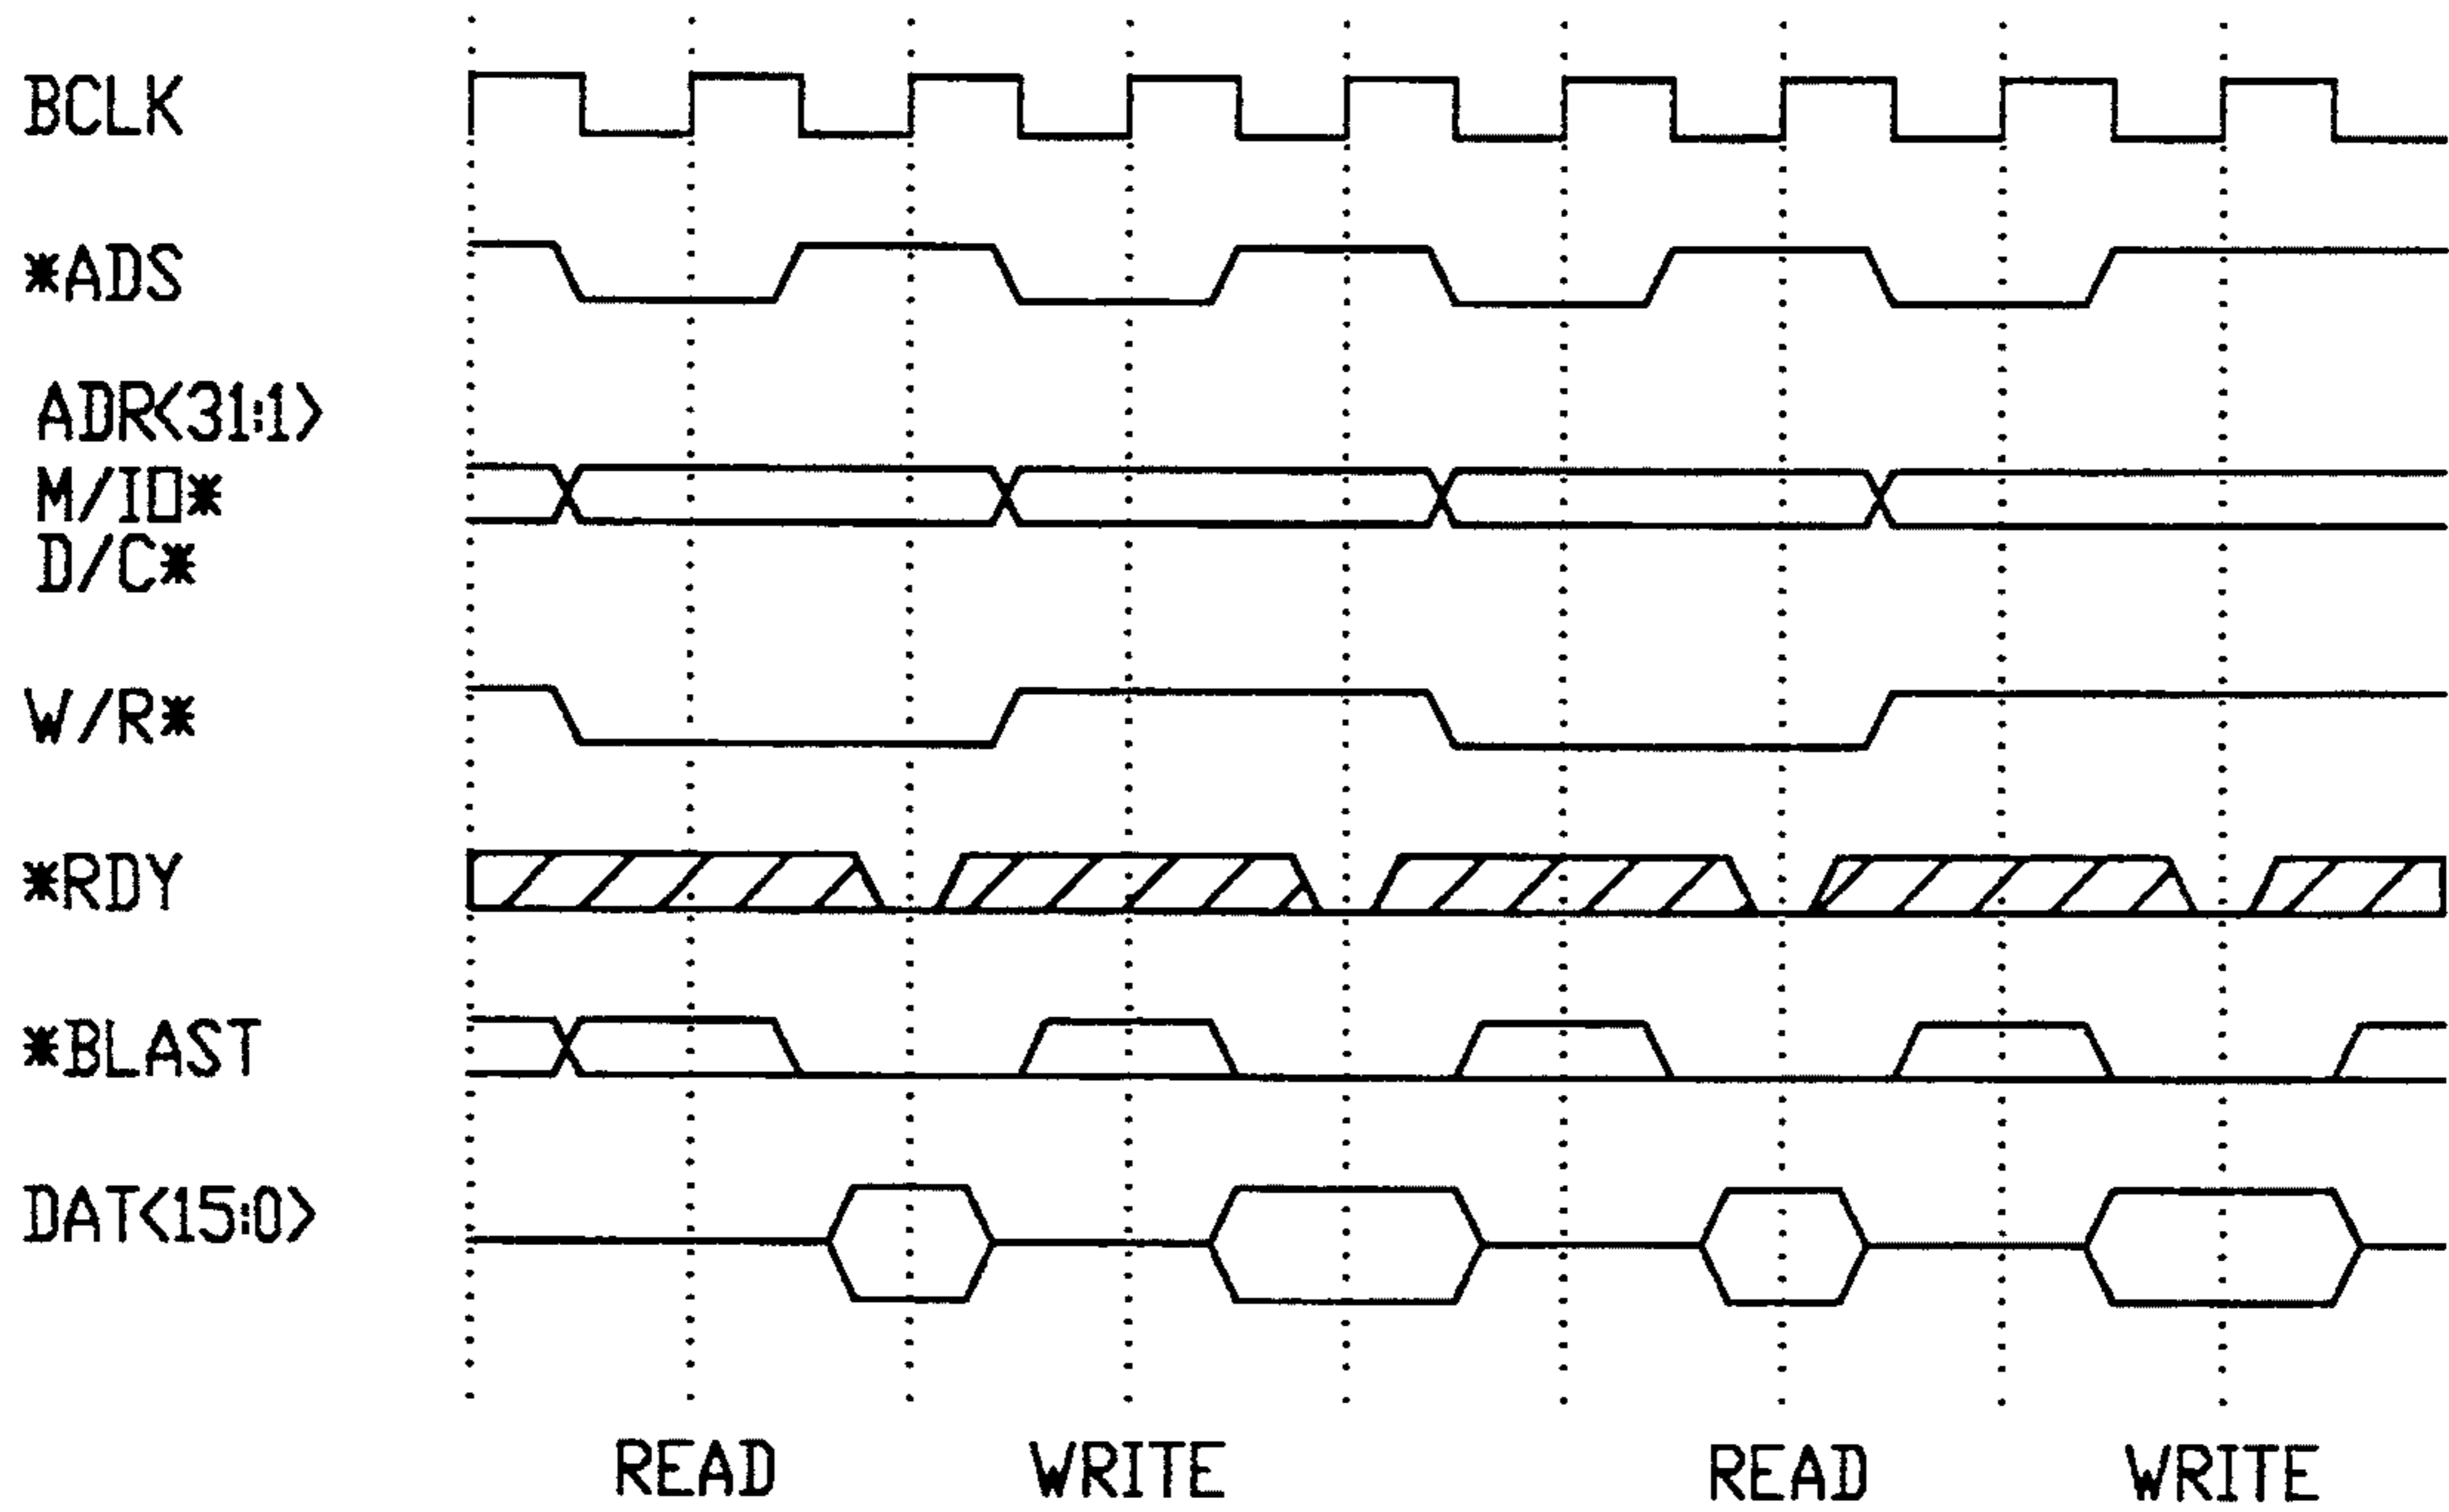 BCLK
*ADS
ADR<31:1>
M/IO*
D/C*
W/R*
*RDY
*BLAST
DAT<15:0>
READ WRITE READ WRITE